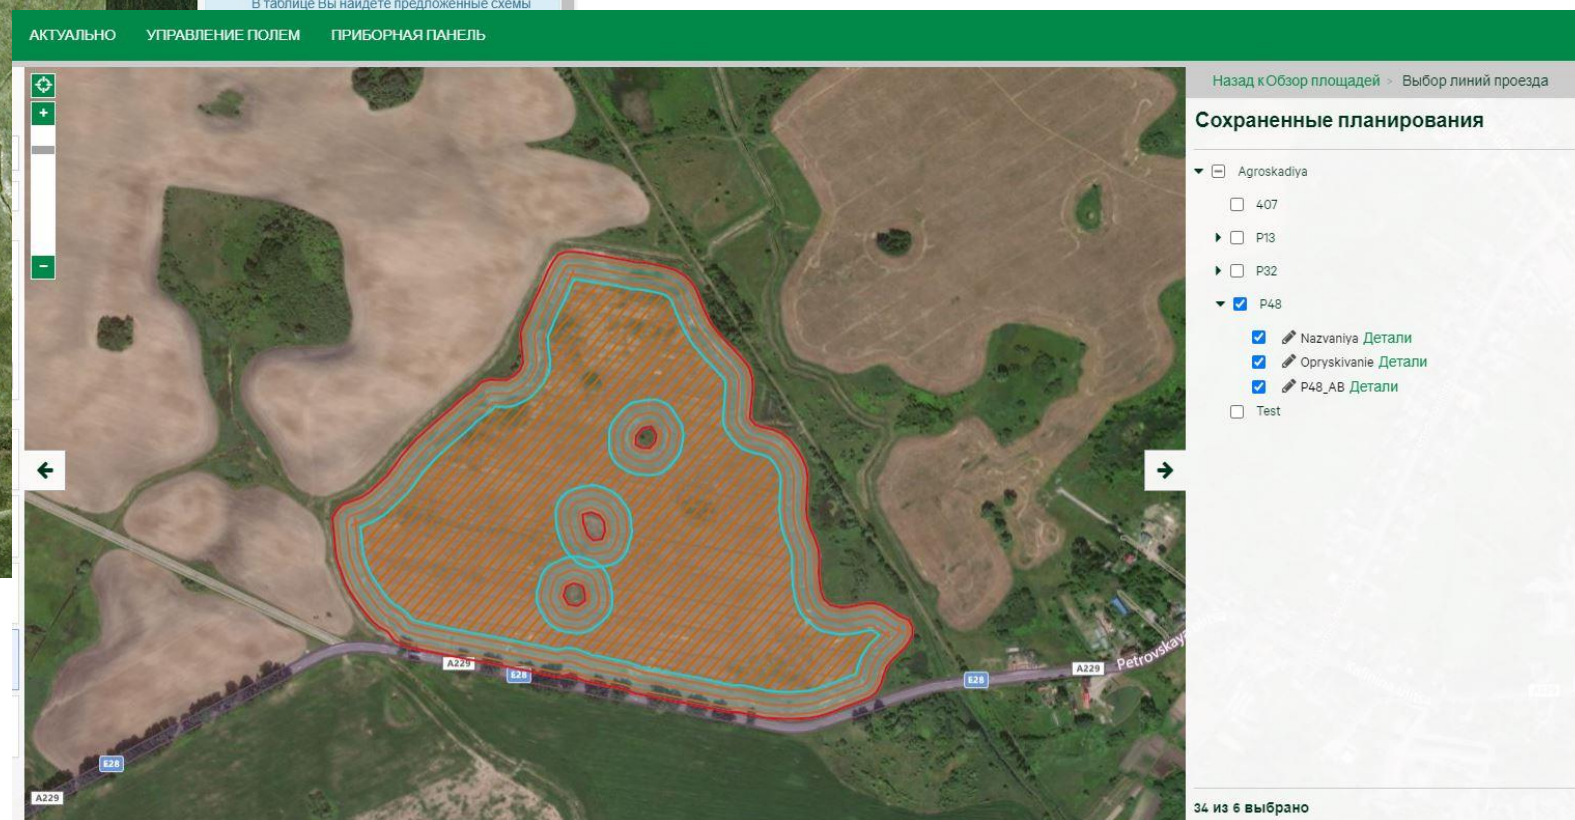 В таблице Вы найдете предложенные схемы
АКТУАЛЬНО УПРАВЛЕНИЕ ПОЛЕМ ПРИБОРНАЯ ПАНЕЛЬ
Назад к Обзор площадей > Выбор линий проезда
Сохраненные планирования
Agroskadiya
407
P13
P32
P48
Nazvaniya Детали
Opryskivanie Детали
P48_AB Детали
Test
A229
E28
E28
A229
Petrovskaya
E28
A229
34 из 6 выбрано